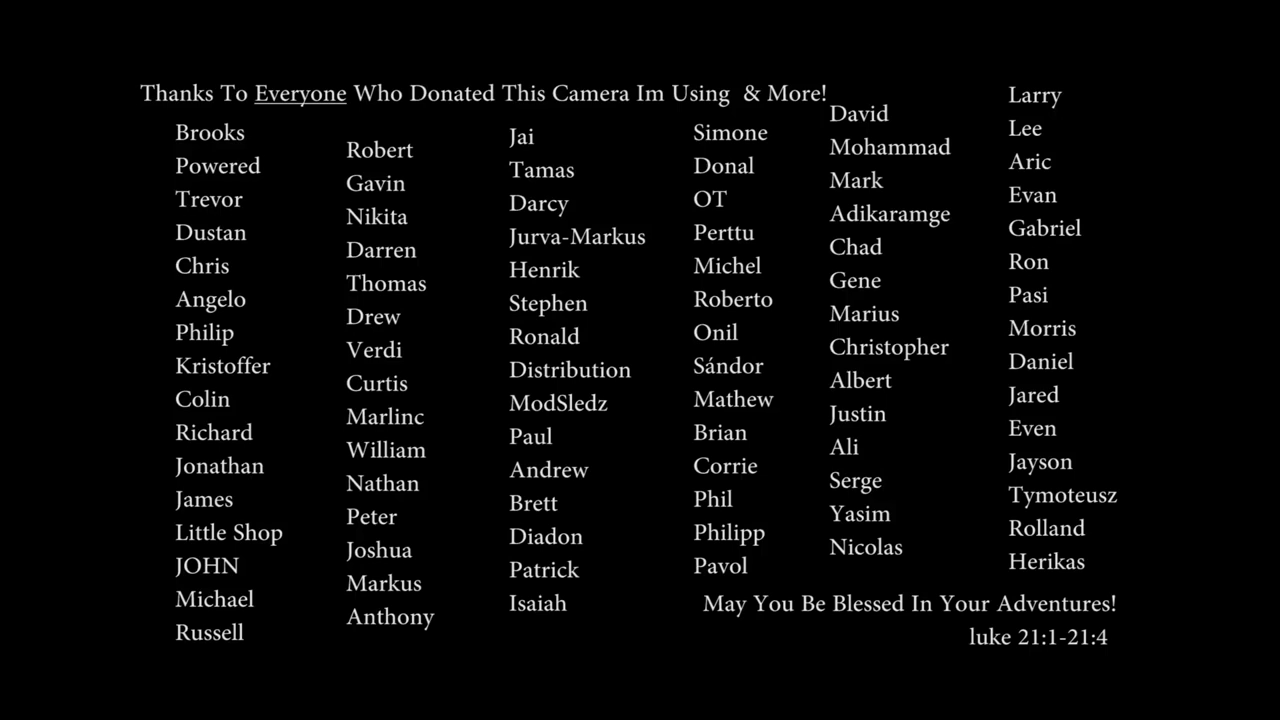 Thanks To Everyone Who Donated This Camera Im Using & More!
Brooks
Powered
Trevor
Dustan
Chris
Angelo
Philip
Kristoffer
Colin
Richard
Jonathan
James
Little Shop
JOHN
Michael
Russell
Robert
Gavin
Nikita
Darren
Thomas
Drew
Verdi
Curtis
Marlinc
William
Nathan
Peter
Joshua
Markus
Anthony
Jai
Tamas
Darcy
Jurva-Markus
Henrik
Stephen
Ronald
Distribution
ModSledz
Paul
Andrew
Brett
Diadon
Patrick
Isaiah
Simone
Donal
OT
Perttu
Michel
Roberto
Onil
Sándor
Mathew
Brian
Corrie
Phil
Philipp
Pavol
David
Mohammad
Mark
Adikaramge
Chad
Gene
Marius
Christopher
Albert
Justin
Ali
Serge
Yasim
Nicolas
Larry
Lee
Aric
Evan
Gabriel
Ron
Pasi
Morris
Daniel
Jared
Even
Jayson
Tymoteusz
Rolland
Herikas
May You Be Blessed In Your Adventures!
luke 21:1-21:4